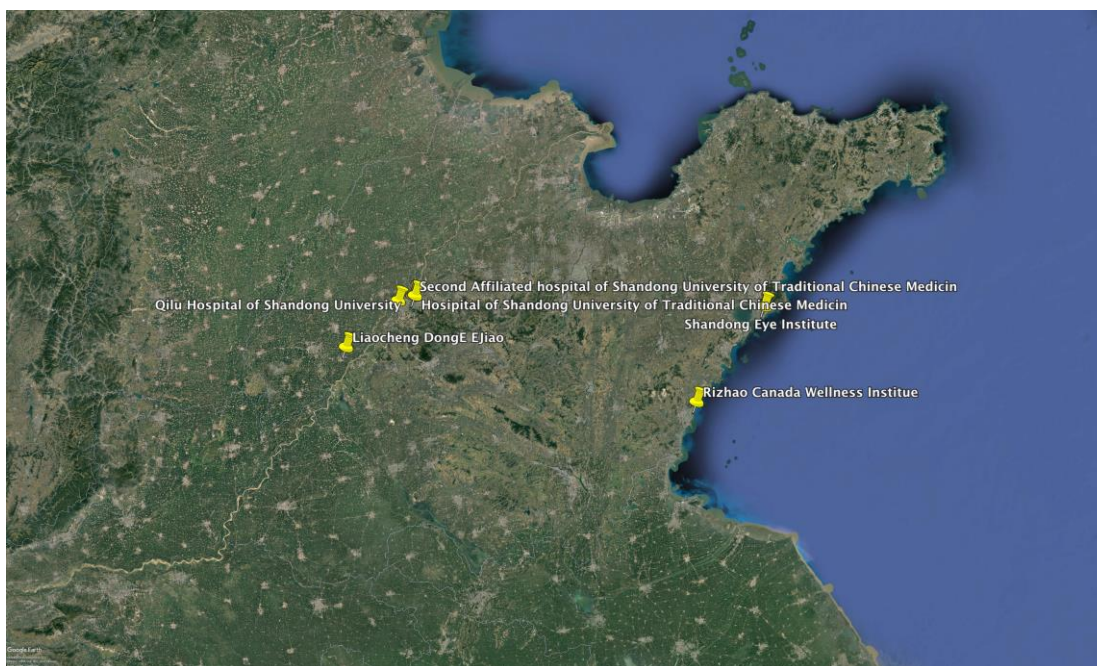 Second Affiliated hospital of Shandong University of Traditional Chinese Medicin
Qilu Hospital of Shandong University
Hosipital of Shandong University of Traditional Chinese Medicin
Shandong Eye Institute
Liaocheng DongE EJiao
Rizhao Canada Wellness Institue
Google Earth